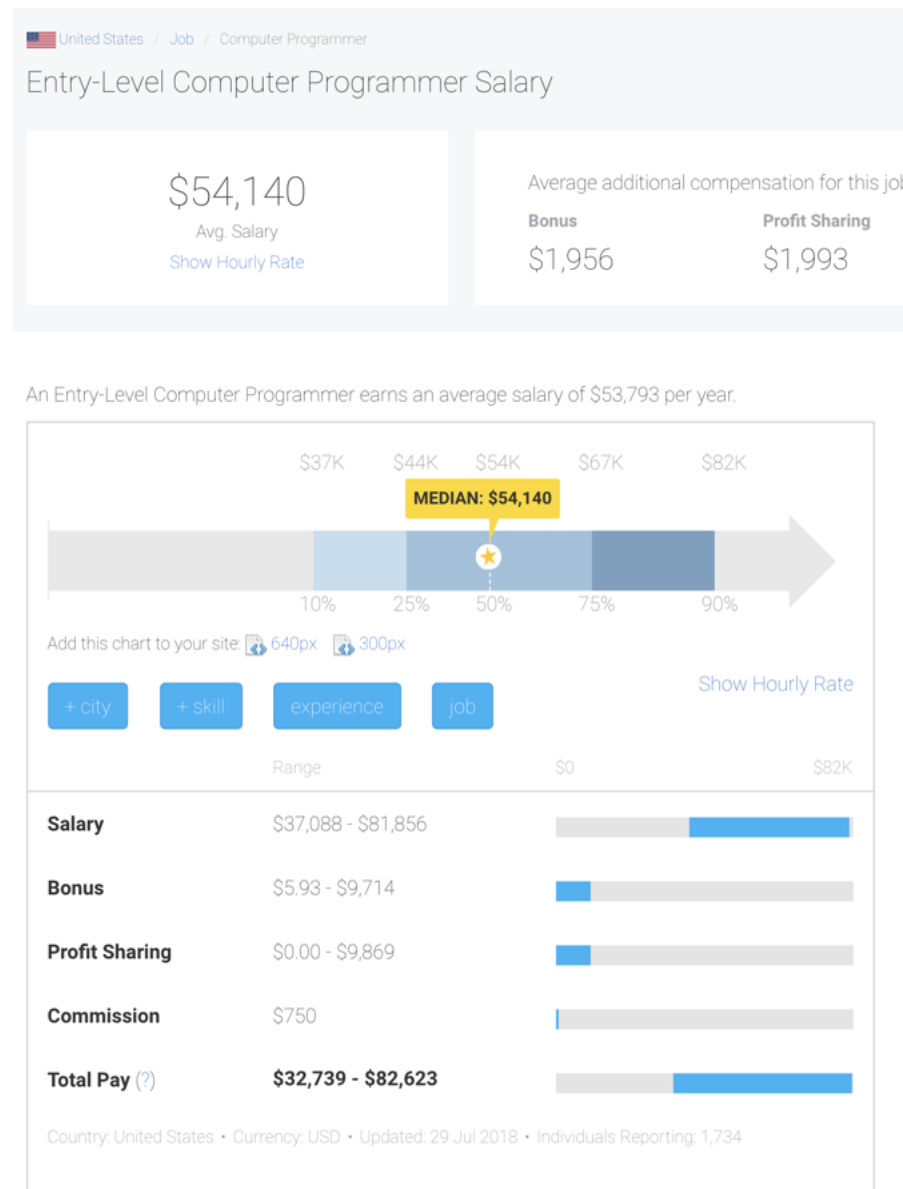 United States / Job / Computer Programmer
Entry-Level Computer Programmer Salary
$54,140
Avg. Salary
Show Hourly Rate
Average additional compensation for this
Bonus Profit Sharing
$1,956 $1,993
An Entry-Level Computer Programmer earns an average salary of $53,793 per year.
$37K $44K $54K $67K $82K
MEDIAN: $54,140
10% 25% 50% 75% 90%
Add this chart to your site: 640px 300px
Show Hourly Rate
+ city + skill experience job
Range $0 $82K
Salary $37,088 - $81,856
Bonus $5.93 - $9,714
Profit Sharing $0.00 - $9,869
Commission $750
Total Pay (?) $32,739 - $82,623
Country: United States • Currency: USD • Updated: 29 Jul 2018 • Individuals Reporting: 1,734